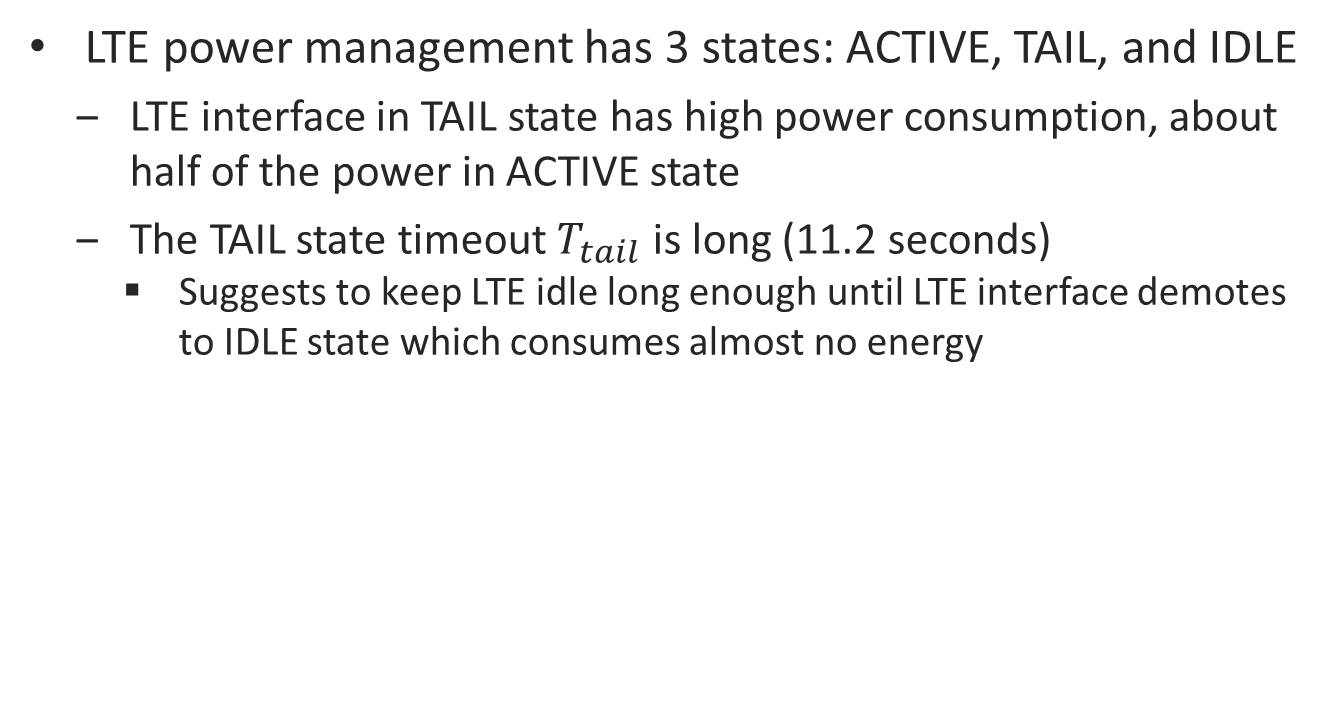 • LTE power management has 3 states: ACTIVE, TAIL, and IDLE
– LTE interface in TAIL state has high power consumption, about
half of the power in ACTIVE state
– The TAIL state timeout T_tail is long (11.2 seconds)
▪ Suggests to keep LTE idle long enough until LTE interface demotes
to IDLE state which consumes almost no energy